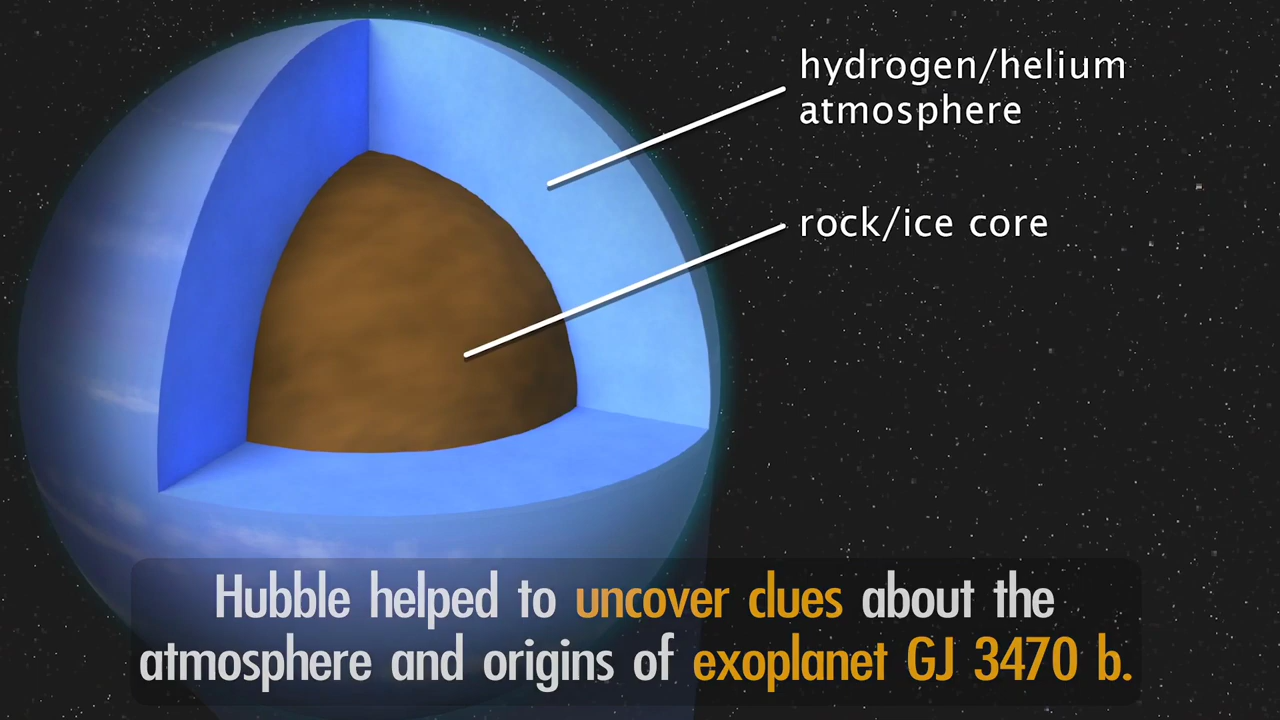 hydrogen/helium
atmosphere
rock/ice core
Hubble helped to uncover clues about the
atmosphere and origins of exoplanet GJ 3470 b.